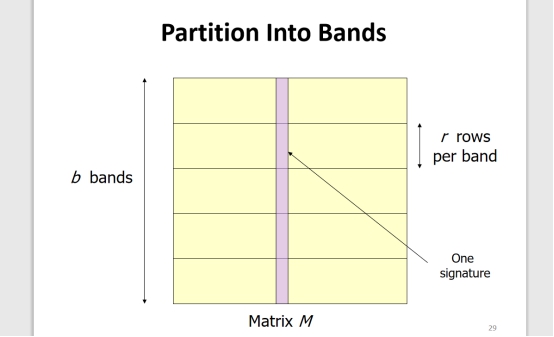 Partition Into Bands
r rows
per band
b bands
One
signature
Matrix M
29